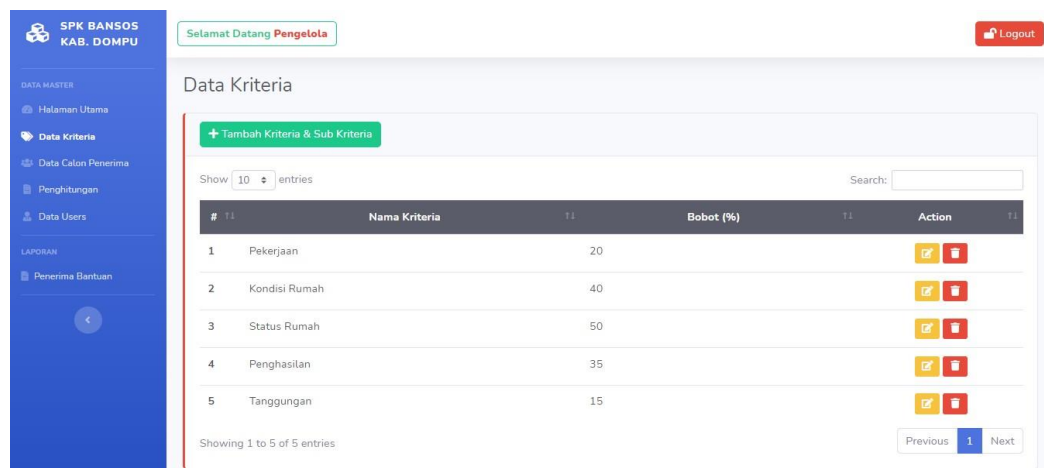 SPK BANSOS
KAB. DOMPU
DATA MASTER
Halaman Utama
Data Kriteria
Data Calon Penerima
Penghitungan
Data Users
LAPORAN
Penerima Bantuan
Selamat Datang Pengelola
Logout
Data Kriteria
+ Tambah Kriteria & Sub Kriteria
Show 10 entries
Search:
# Nama Kriteria Bobot (%) Action
1 Pekerjaan 20
2 Kondisi Rumah 40
3 Status Rumah 50
4 Penghasilan 35
5 Tanggungan 15
Showing 1 to 5 of 5 entries
Previous 1 Next